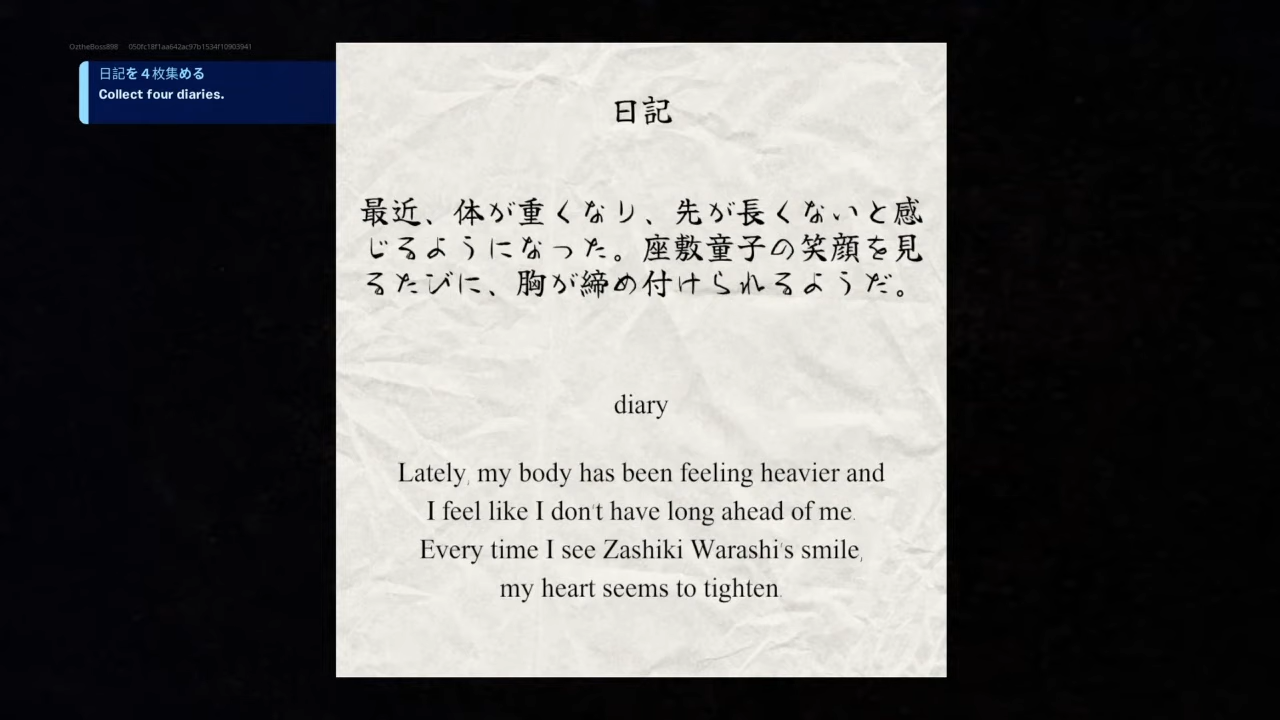 OztheBoss898 050fc18f1aa642ac97b1534f10903941
日記を４枚集める
Collect four diaries.
日記
最近、体が重くなり、先が長くないと感
じるようになった。座敷童子の笑顔を見
るたびに、胸が締め付けられるようだ。
diary
Lately, my body has been feeling heavier and
I feel like I don't have long ahead of me.
Every time I see Zashiki Warashi's smile,
my heart seems to tighten.